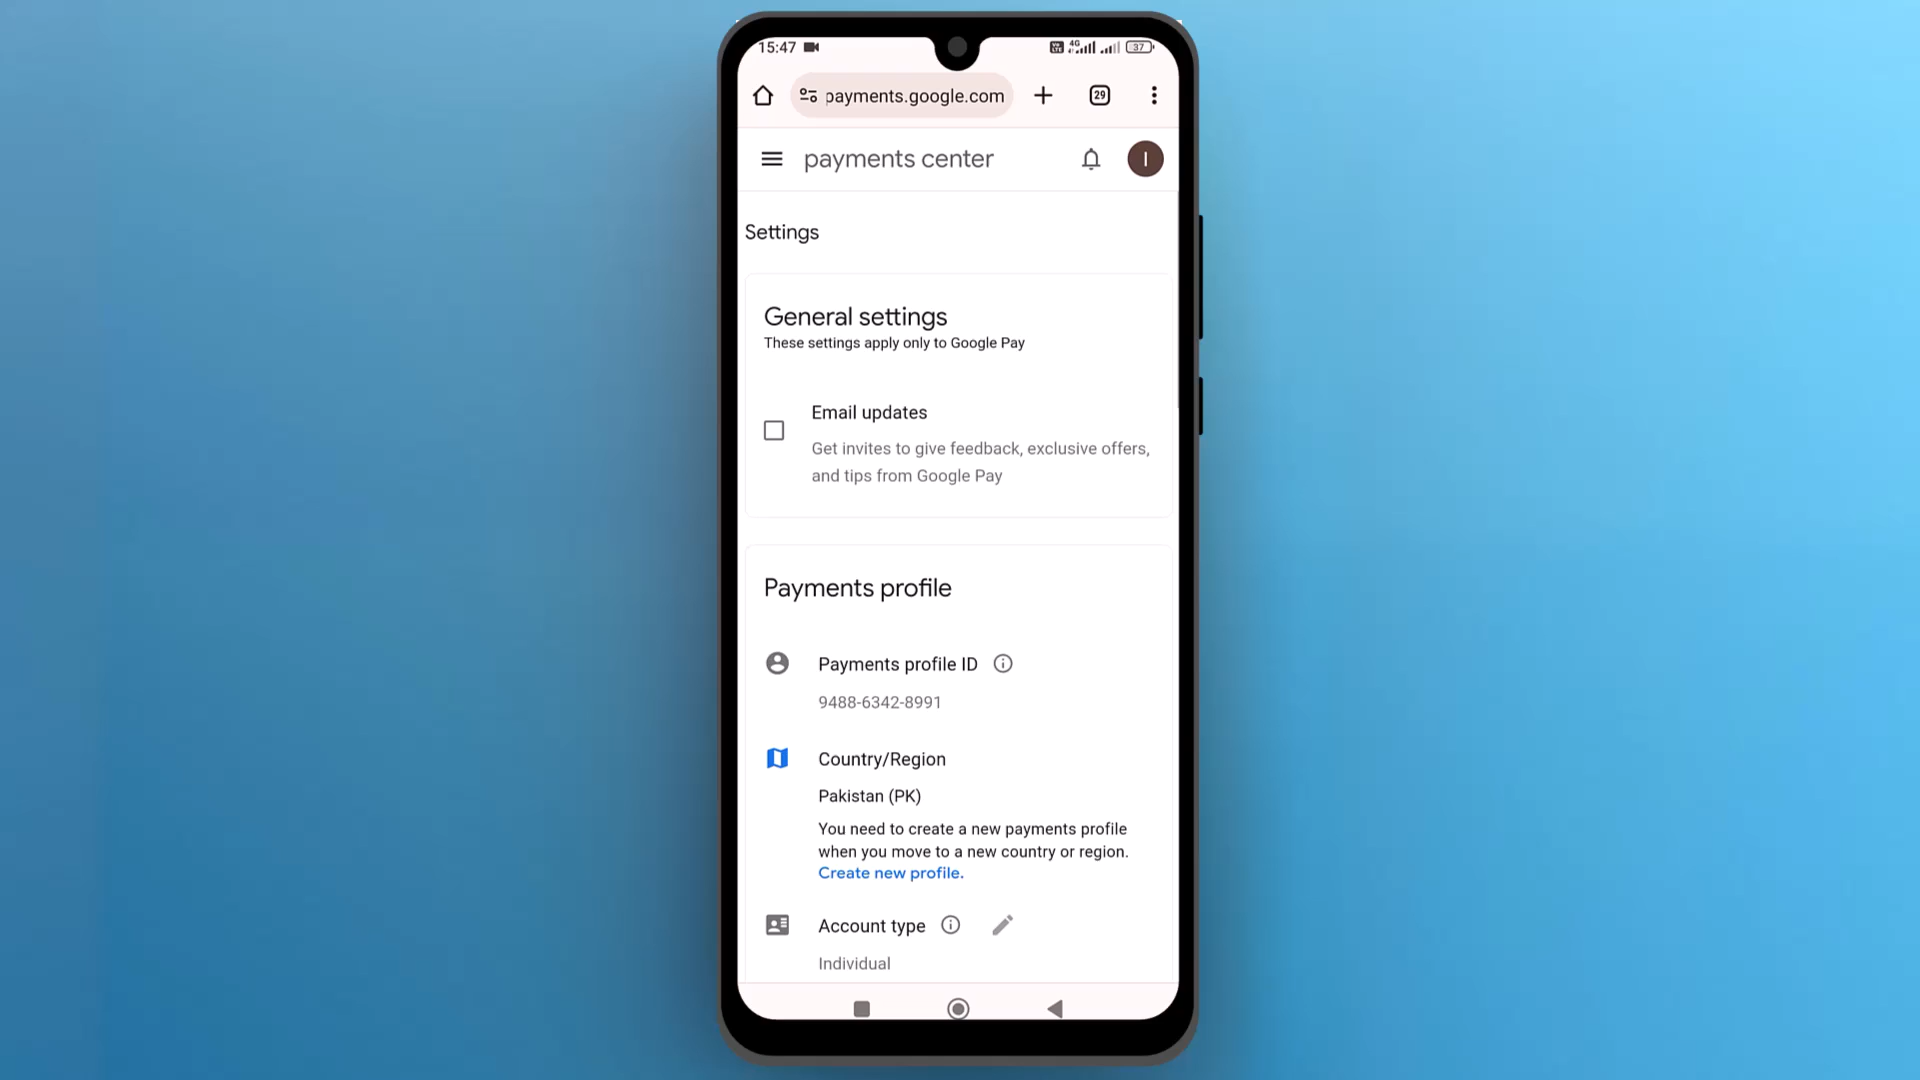 15:47
4G
37
payments.google.com
29
payments center
I
Settings
General settings
These settings apply only to Google Pay
Email updates
Get invites to give feedback, exclusive offers,
and tips from Google Pay
Payments profile
Payments profile ID
9488-6342-8991
Country/Region
Pakistan (PK)
You need to create a new payments profile
when you move to a new country or region.
Create new profile.
Account type
Individual